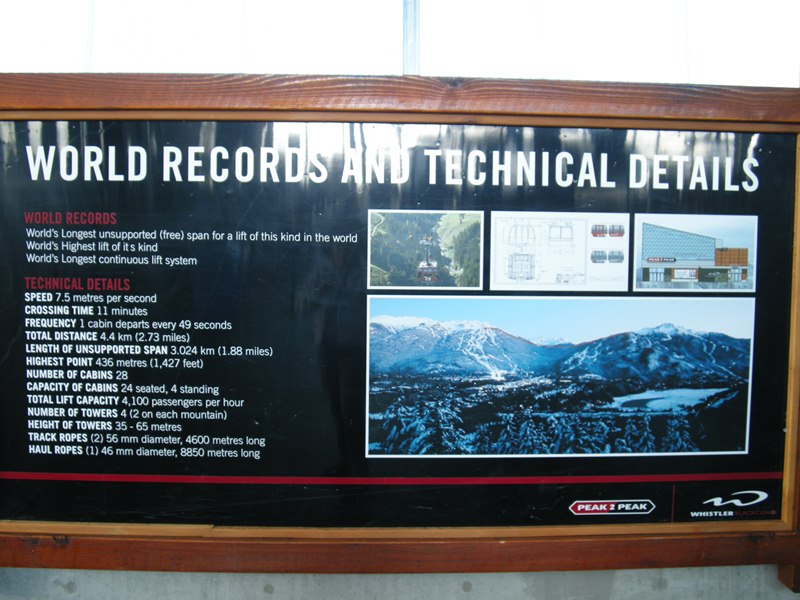 WORLD RECORDS AND TECHNICAL DETAILS
WORLD RECORDS
World's Longest unsupported (free) span for a lift of this kind in the world
World's Highest lift of it s kind
World's Longest continuous lift system
TECHNICAL DETAILS
SPEED 7.5 metres per second
CROSSING TIME 11 minutes
FREQUENCY 1 cabin departs every 49 seconds
TOTAL DISTANCE 4.4 km (2.73 miles)
LENGTH OF UNSUPPORTED SPAN 3.024 km (1.88 miles)
HIGHEST POINT 436 metres (1,427 feet)
NUMBER OF CABINS 28
CAPACITY OF CABINS 24 seated, 4 standing
TOTAL LIFT CAPACITY 4,100 passengers per hour
NUMBER OF TOWERS 4 (2 on each mountain)
HEIGHT OF TOWERS 35 - 65 metres
TRACK ROPES (2) 56 mm diameter, 4600 metres long
HAUL ROPES (1) 46 mm diameter, 8850 metres long
PEAK 2 PEAK
PEAK 2 PEAK
WHISTLERBLACKCOMB